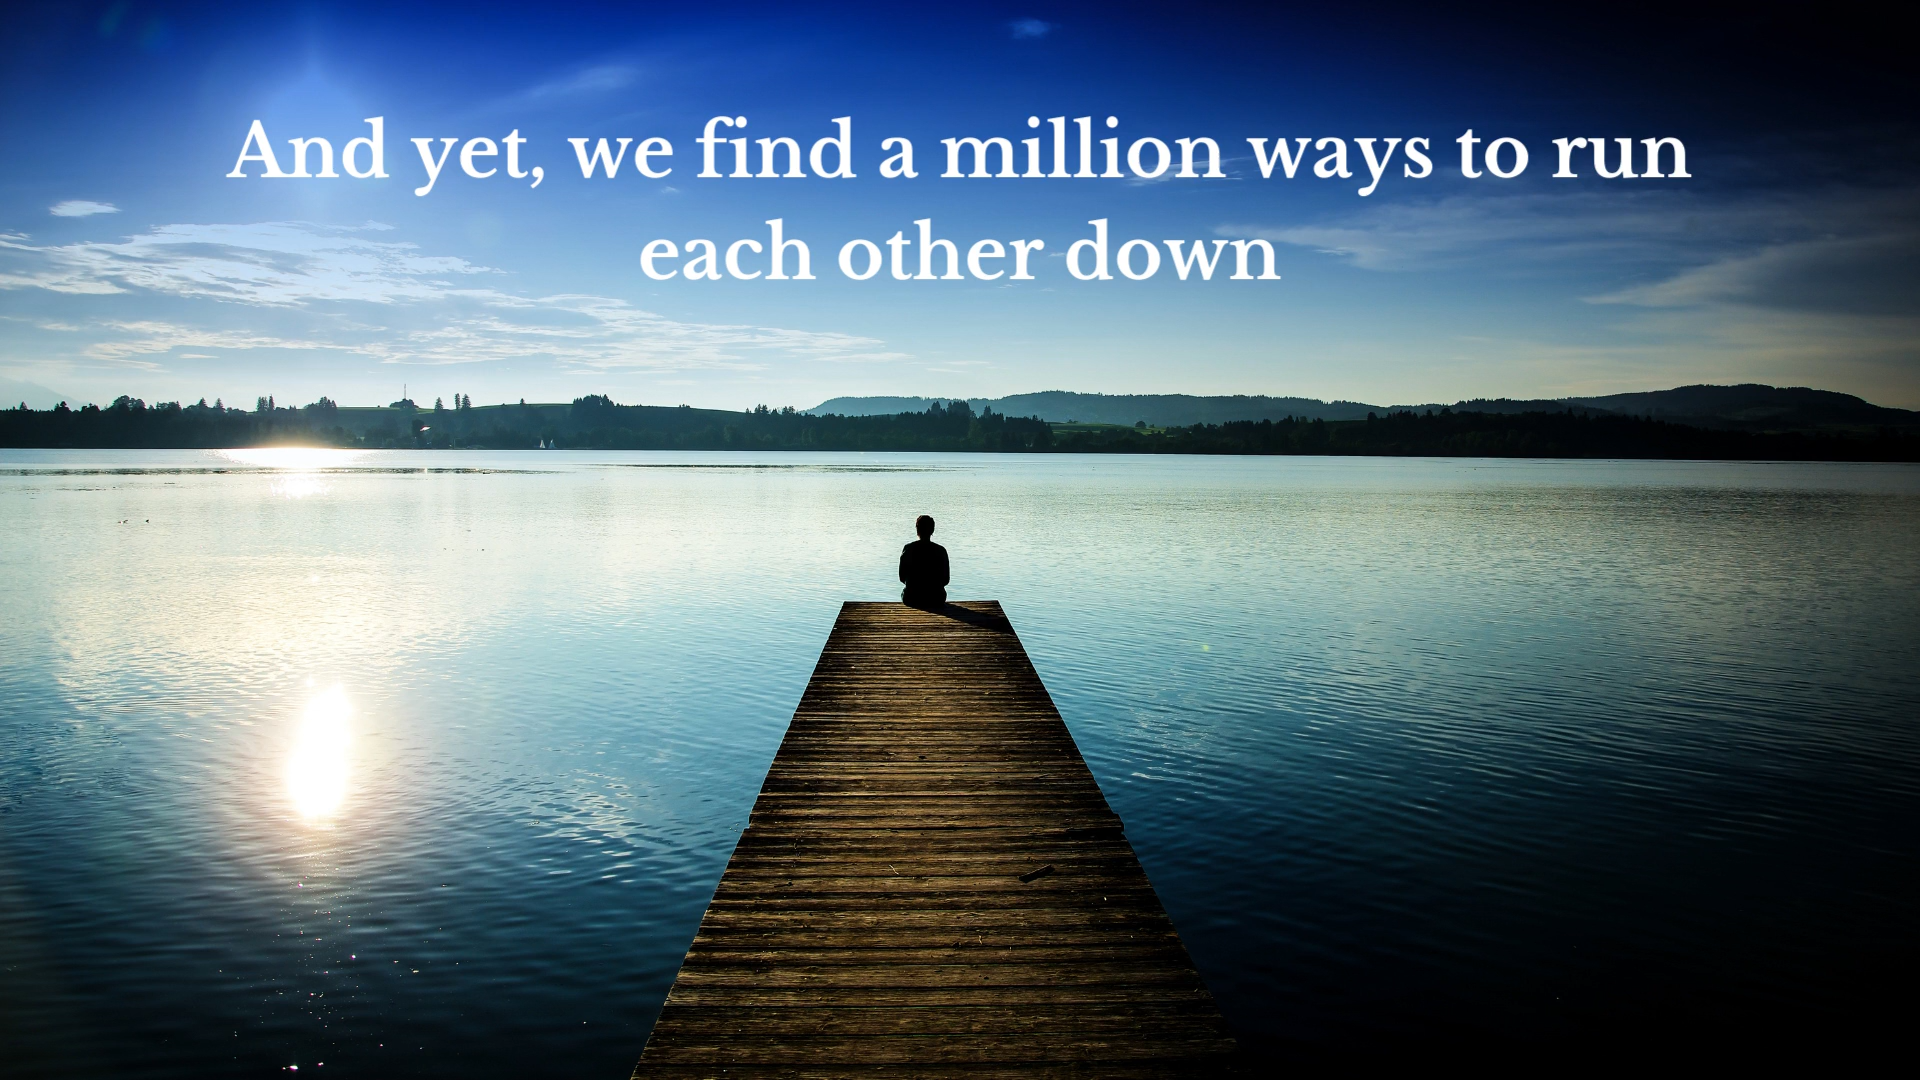 And yet, we find a million ways to run
each other down